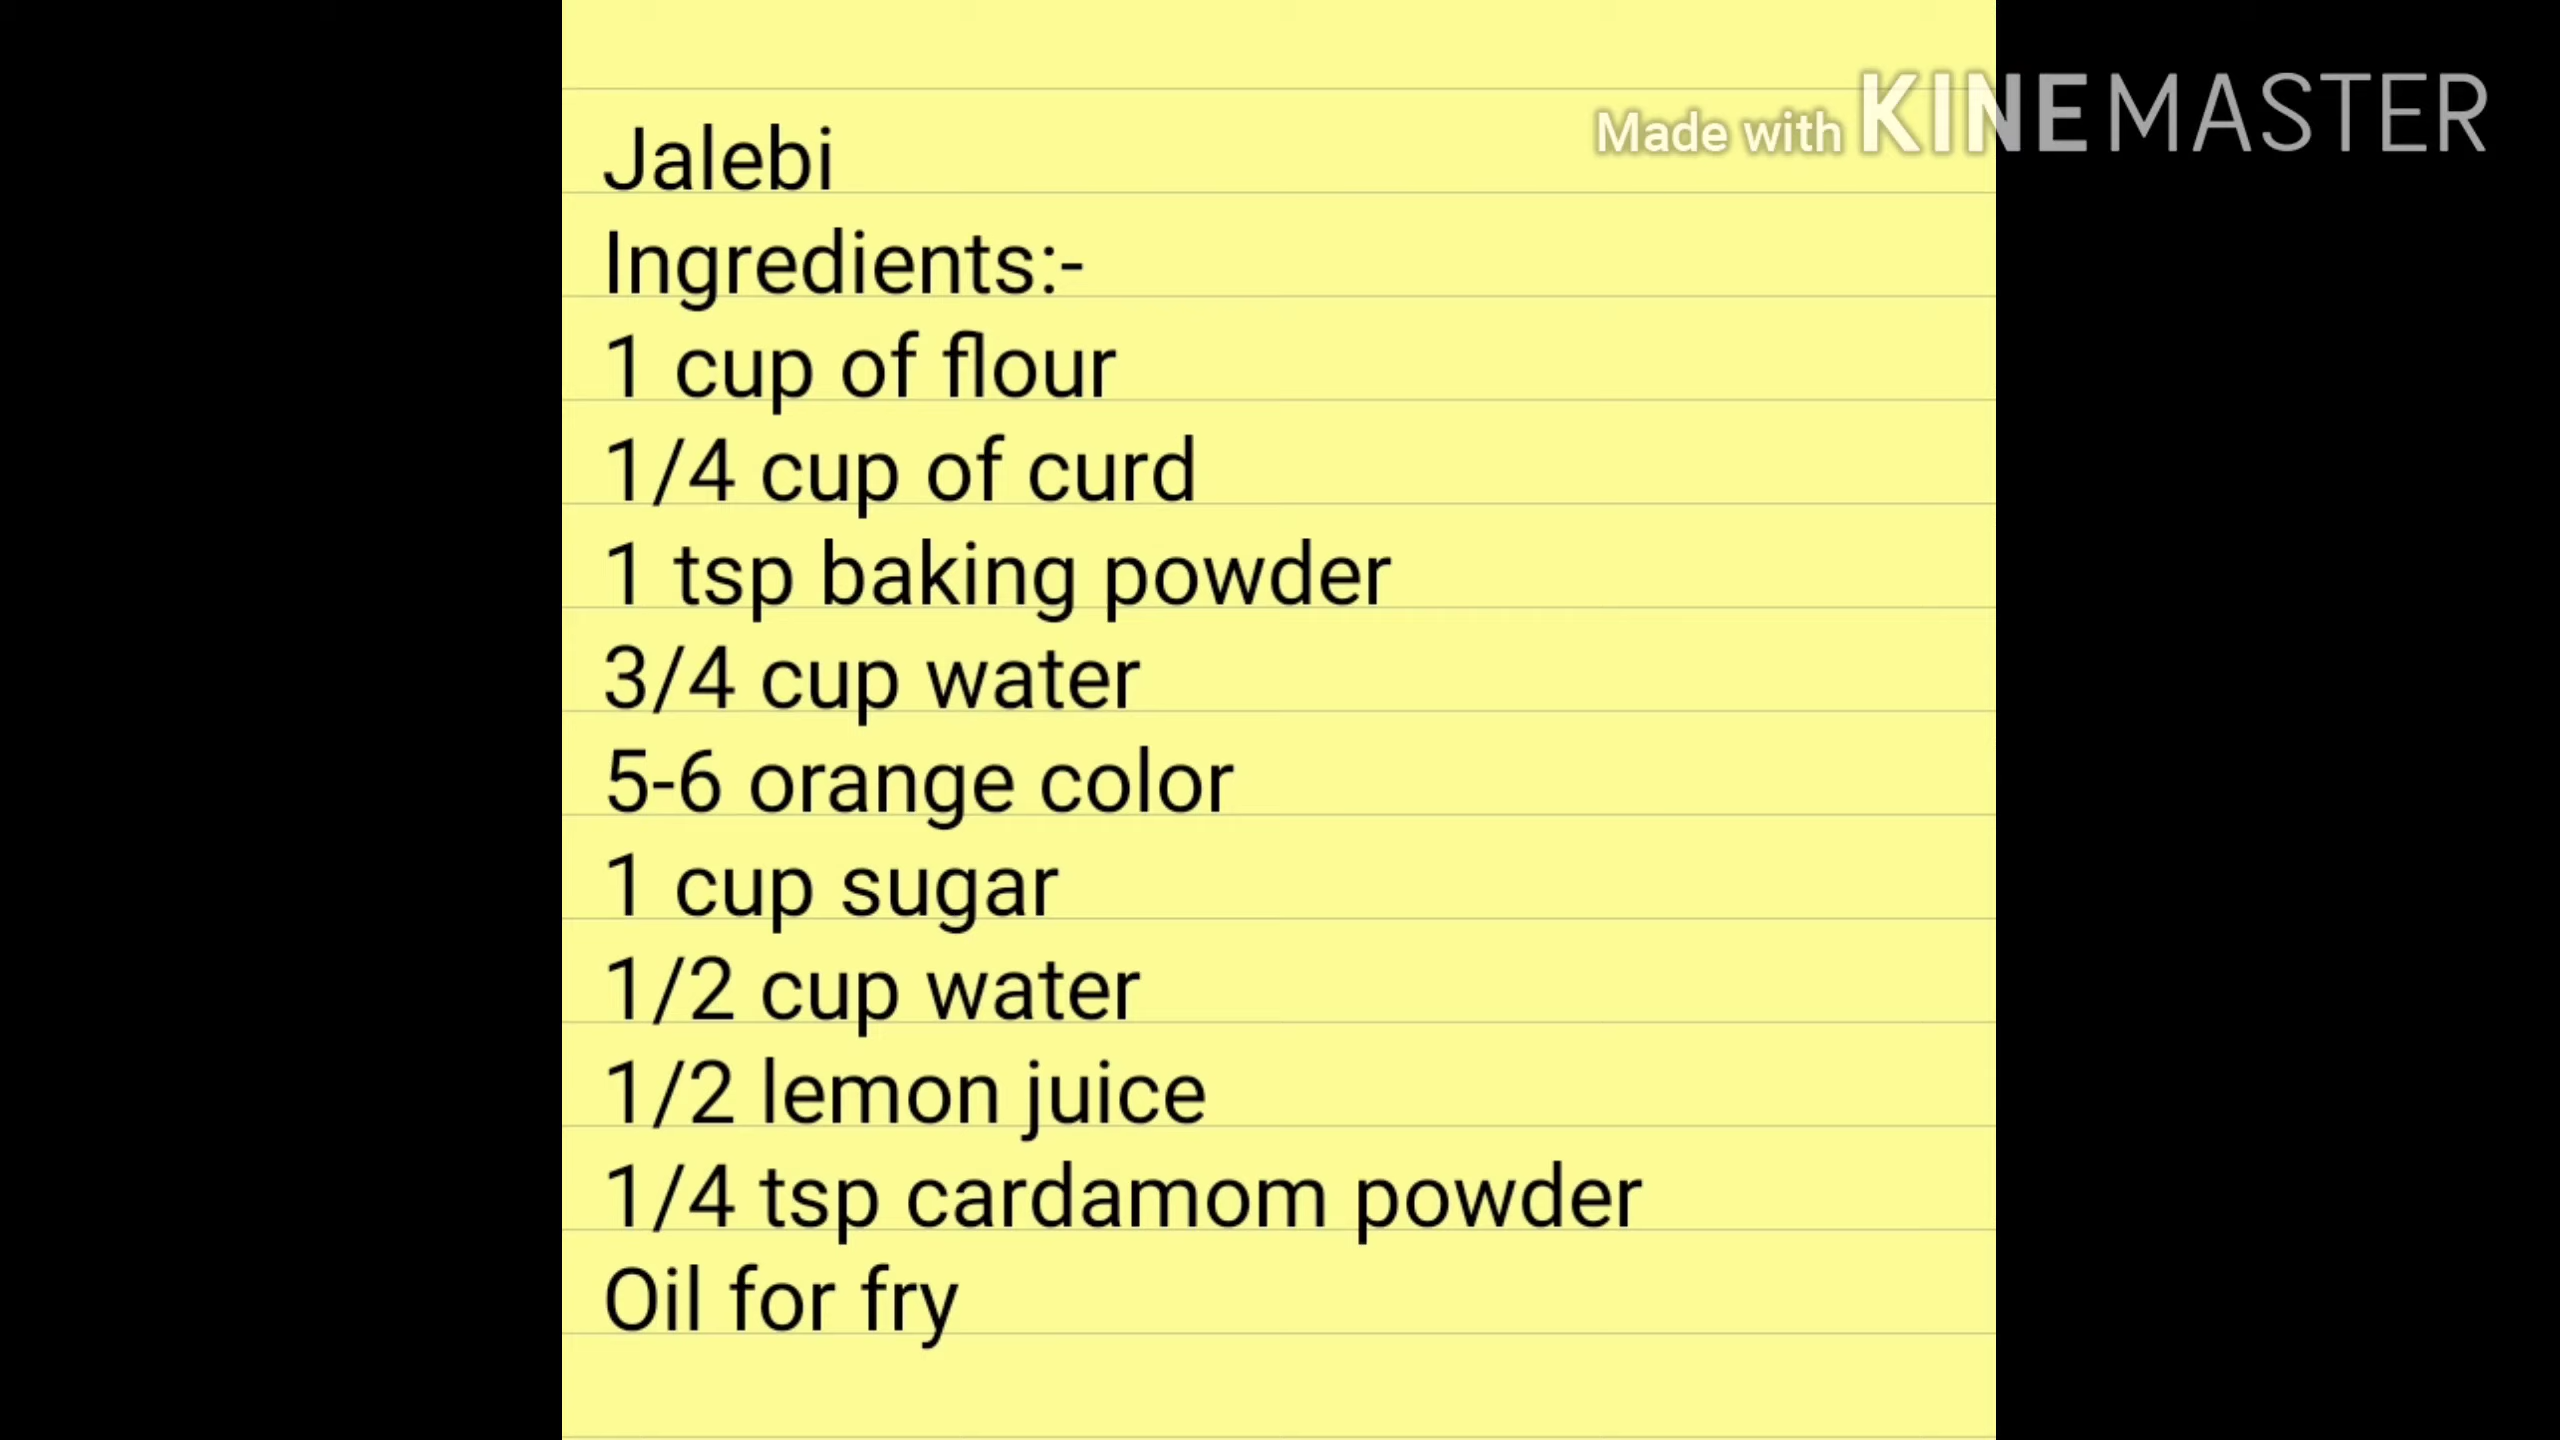 Made with KINEMASTER
Jalebi
Ingredients:-
1 cup of flour
1/4 cup of curd
1 tsp baking powder
3/4 cup water
5-6 orange color
1 cup sugar
1/2 cup water
1/2 lemon juice
1/4 tsp cardamom powder
Oil for fry